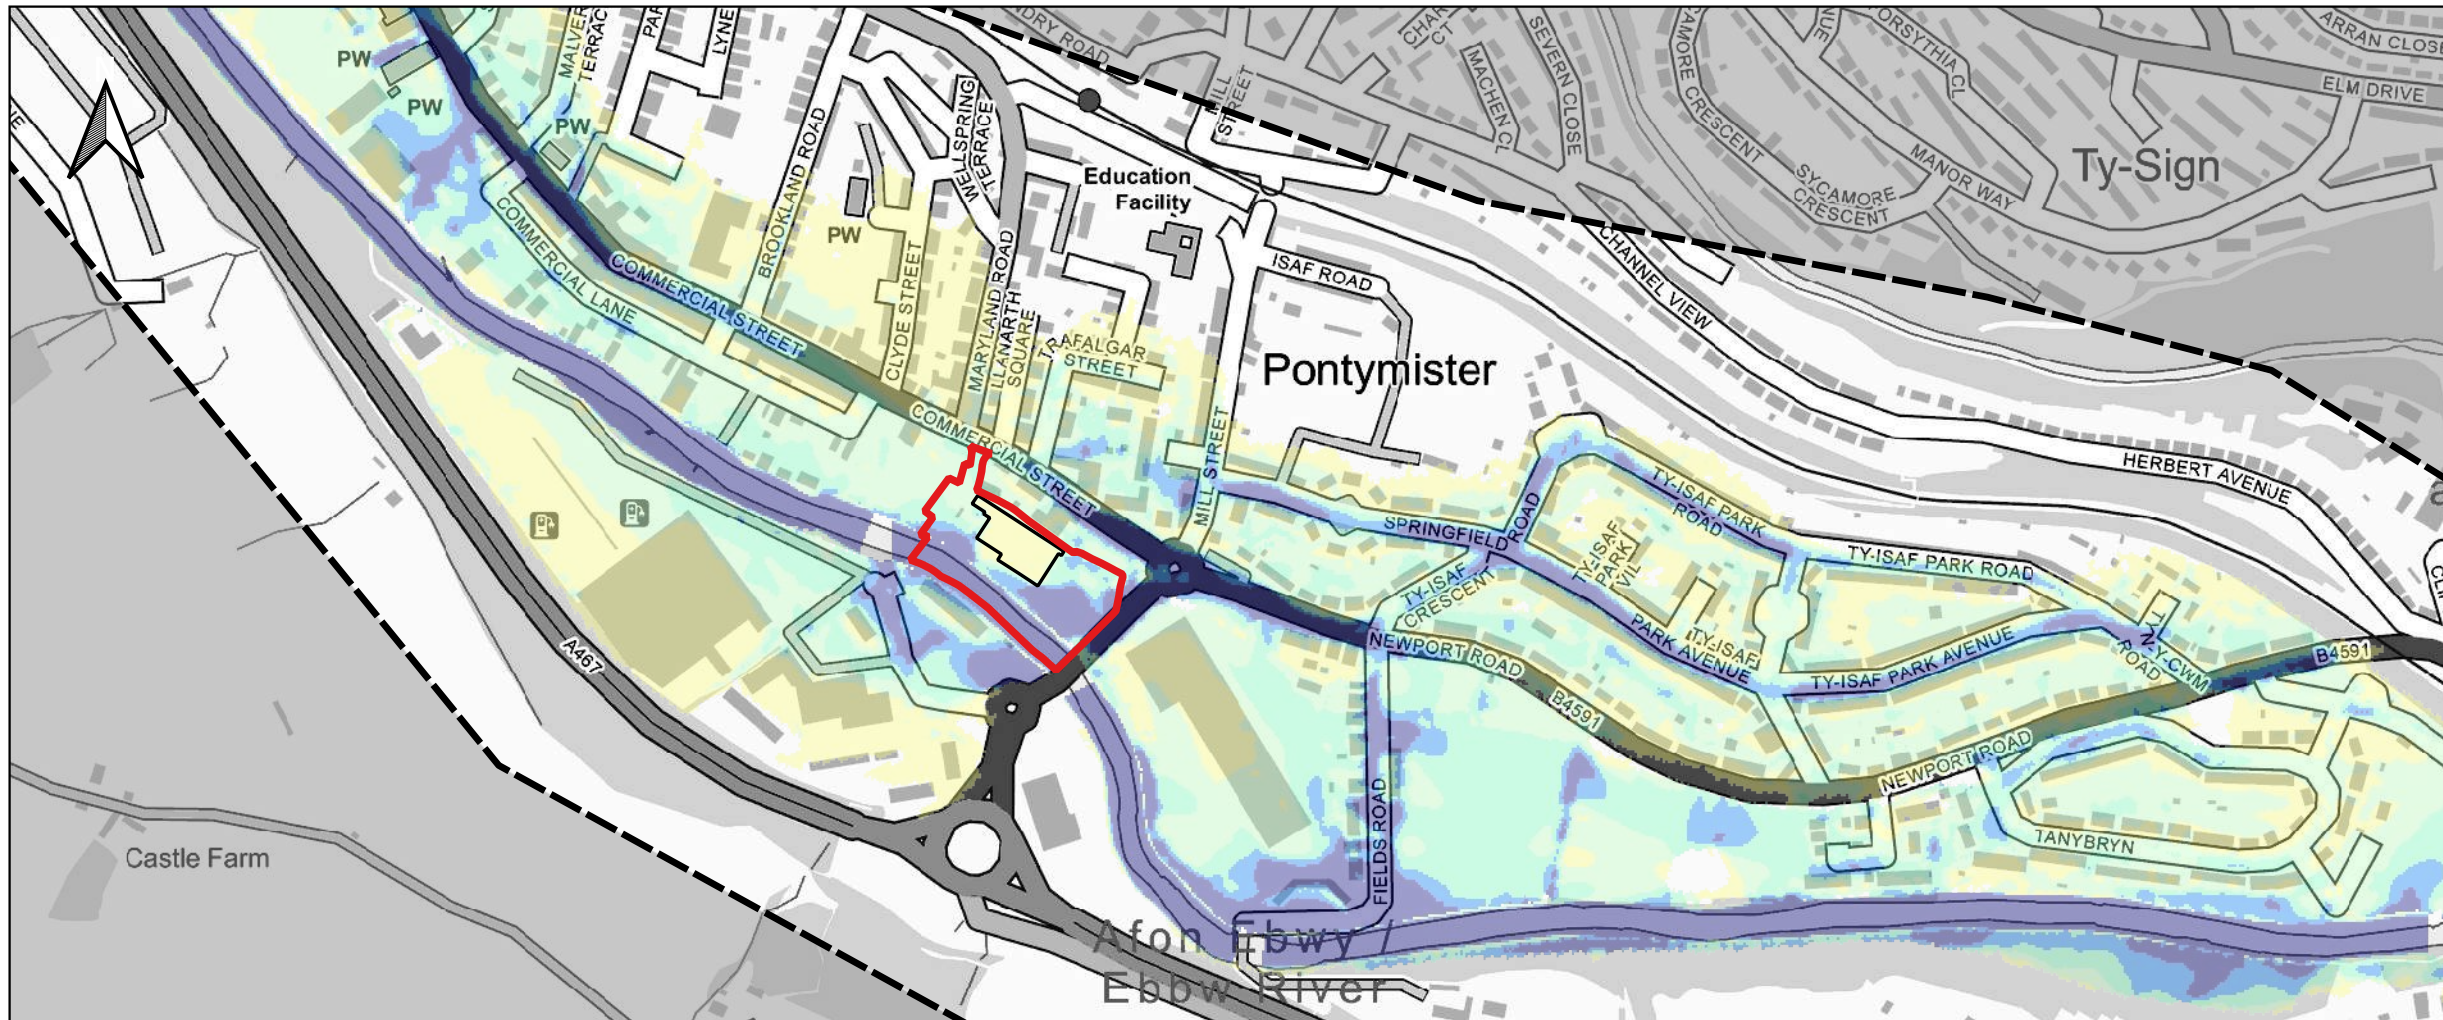 MALVER
TERRAC
PAR
LYNE
NDRY ROAD
CHAR
CT
MACHEN CL
SEVERN CLOSE
CAMORE CRESCENT
NUE
FORSYTHIA CL
ARRAN CLOSE
ELM DRIVE
PW
PW
PW
PW
MILL
STREET
BROOKLAND ROAD
WELLSPRING
TERRACE
Education
Facility
SYCAMORE
CRESCENT
MANOR WAY
Ty-Sign
COMMERCIAL LANE
COMMERCIAL STREET
CLYDE STREET
MARYLAND ROAD
LLANARTH
SQUARE
TRAFALGAR
STREET
ISAF ROAD
CHANNEL VIEW
Pontymister
COMMERCIAL STREET
MILL STREET
HERBERT AVENUE
SPRINGFIELD
ROAD
TY-ISAF PARK
ROAD
TY-ISAF PARK ROAD
TY-ISAF
CRESCENT
TY-ISAF
PARK
VIL
TY-ISAF
PARK AVENUE
TY-ISAF PARK AVENUE
TY N-Y-CWM
ROAD
B4591
A467
NEWPORT ROAD
B4591
NEWPORT ROAD
FIELDS ROAD
TANYBRYN
Castle Farm
Afon Ebwy /
Ebbw River